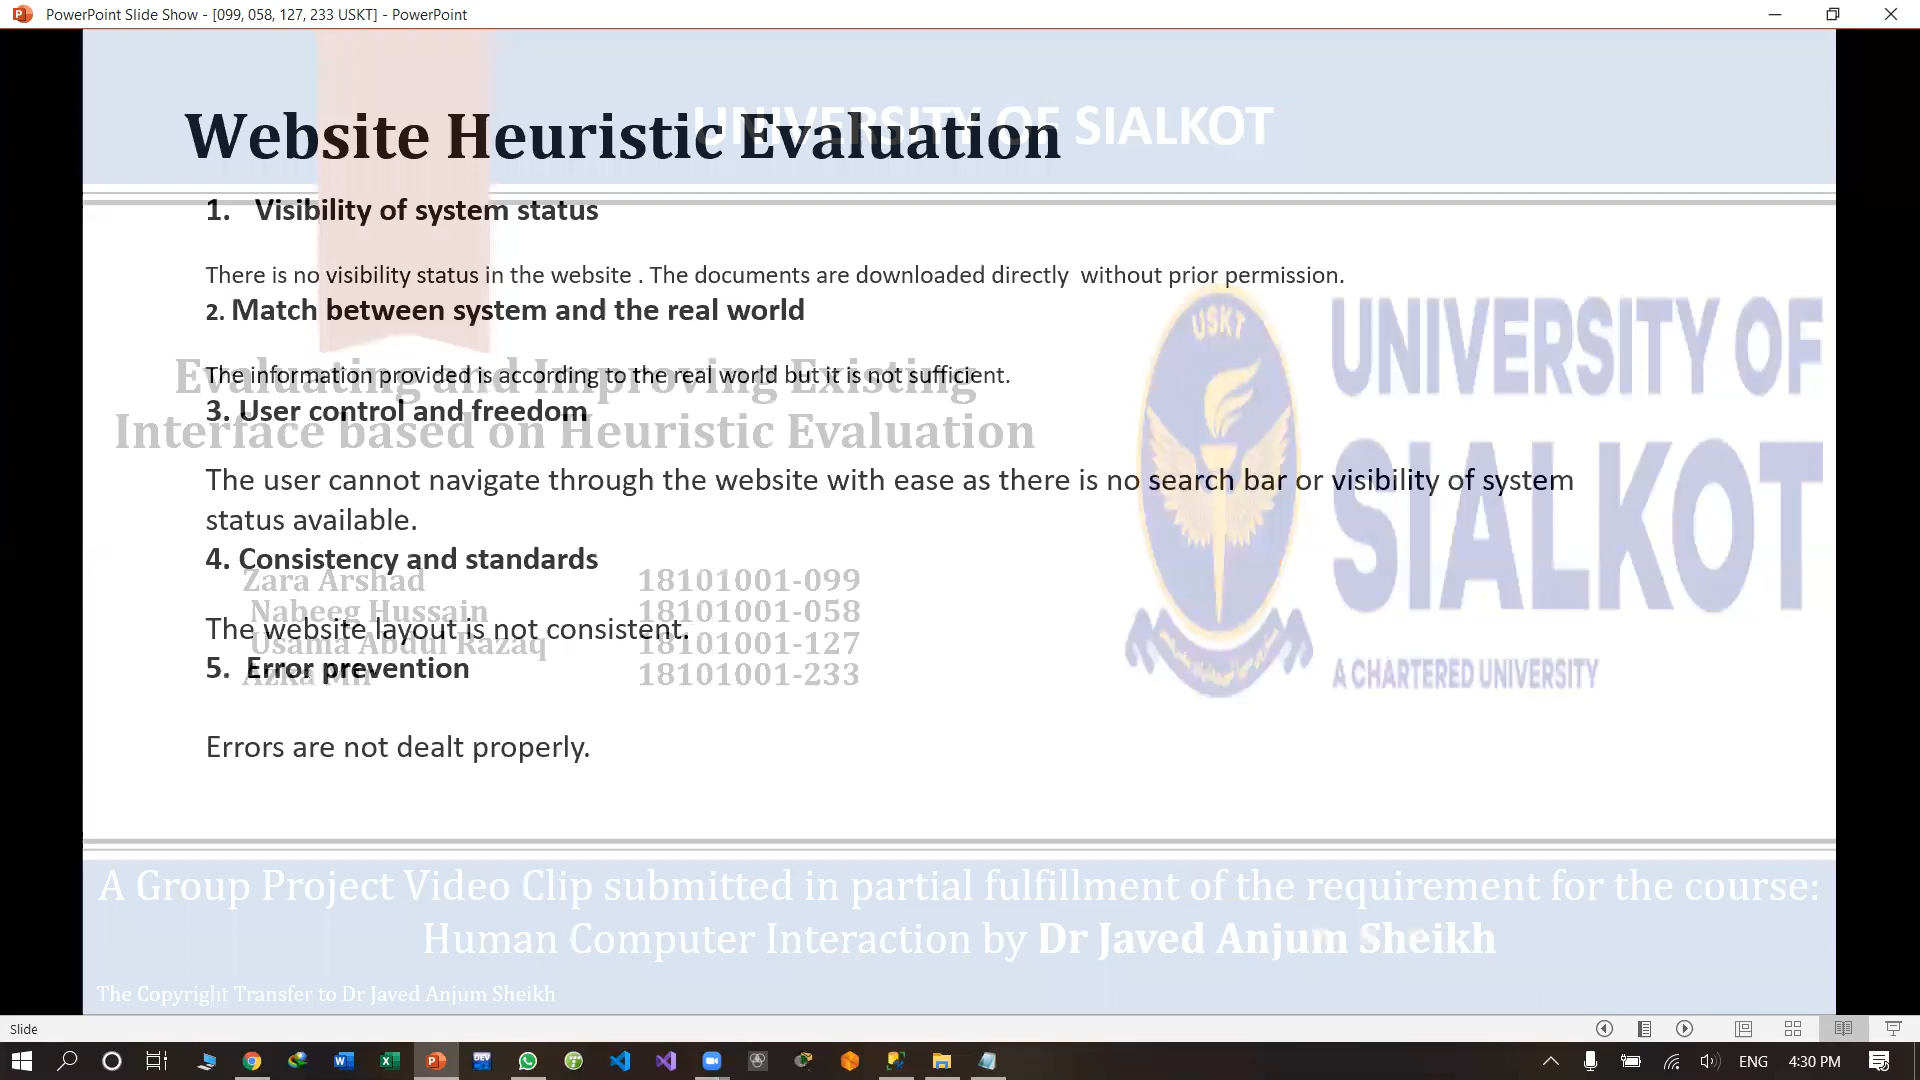 PowerPoint Slide Show - [099, 058, 127, 233 USKT] - PowerPoint
UNIVERSITY OF SIALKOT
Website Heuristic Evaluation
1. Visibility of system status
There is no visibility status in the website . The documents are downloaded directly without prior permission.
2. Match between system and the real world
The information provided is according to the real world but it is not sufficient.
Evaluating and Improving Existing
3. User control and freedom
Interface based on Heuristic Evaluation
The user cannot navigate through the website with ease as there is no search bar or visibility of system
status available.
4. Consistency and standards
Zara Arshad 18101001-099
Nabeeg Hussain 18101001-058
The website layout is not consistent.
Usama Abdul Razaq 18101001-127
5. Error prevention
18101001-233
Errors are not dealt properly.
USKT
UNIVERSITY OF
SIALKOT
A CHARTERED UNIVERSITY
A Group Project Video Clip submitted in partial fulfillment of the requirement for the course:
Human Computer Interaction by Dr Javed Anjum Sheikh
The Copyright Transfer to Dr Javed Anjum Sheikh
Slide
DEV
ENG
4:30 PM